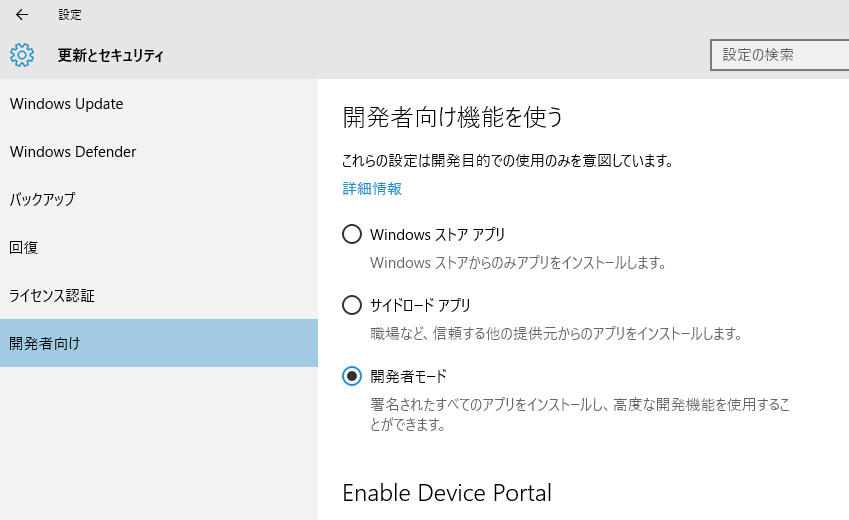 設定
更新とセキュリティ
設定の検索
Windows Update
Windows Defender
バックアップ
回復
ライセンス認証
開発者向け
開発者向け機能を使う
これらの設定は開発目的での使用のみを意図しています。
詳細情報
Windows ストア アプリ
Windows ストアからのみアプリをインストールします。
サイドロード アプリ
職場など、信頼する他の提供元からのアプリをインストールします。
開発者モード
署名されたすべてのアプリをインストールし、高度な開発機能を使用するこ
とができます。
Enable Device Portal